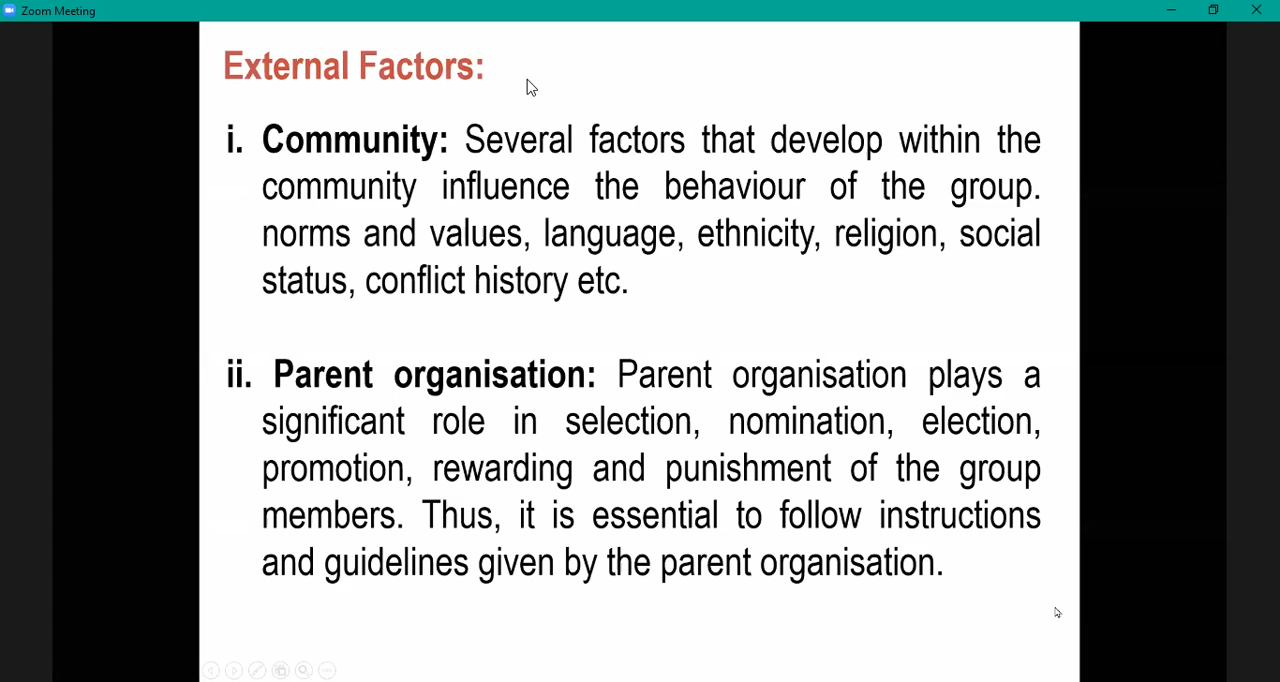 Zoom Meeting
External Factors:
i. Community: Several factors that develop within the
community influence the behaviour of the group.
norms and values, language, ethnicity, religion, social
status, conflict history etc.
ii. Parent organisation: Parent organisation plays a
significant role in selection, nomination, election,
promotion, rewarding and punishment of the group
members. Thus, it is essential to follow instructions
and guidelines given by the parent organisation.